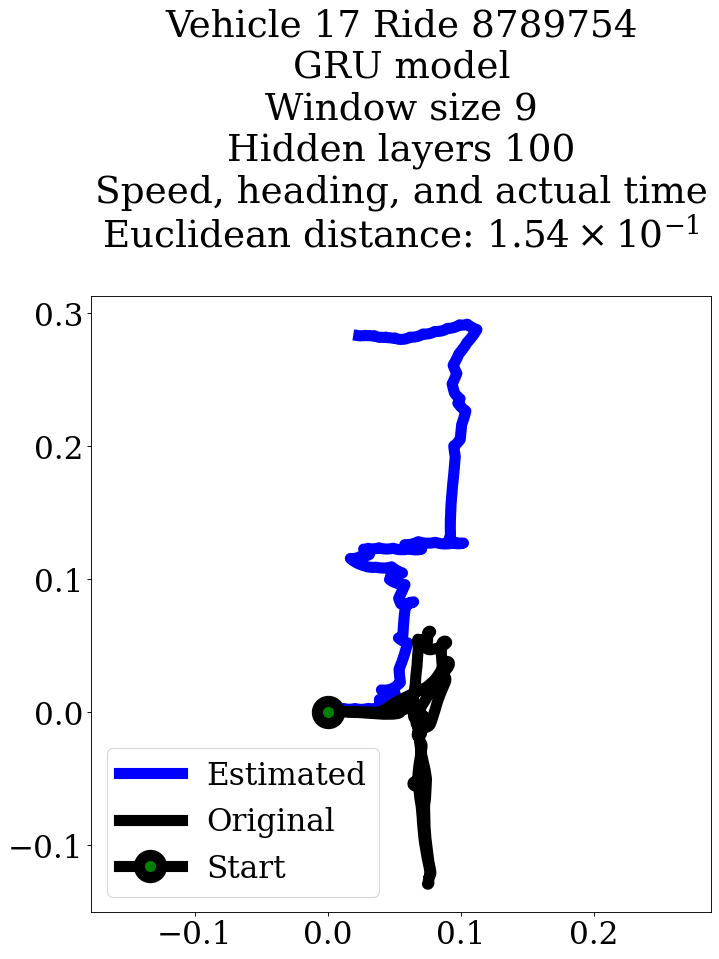 Vehicle 17 Ride 8789754
GRU model
Window size 9
Hidden layers 100
Speed, heading, and actual time
Euclidean distance: 1.54 × 10⁻¹
0.3
0.2
0.1
0.0
−0.1
Estimated
Original
Start
−0.1 0.0 0.1 0.2